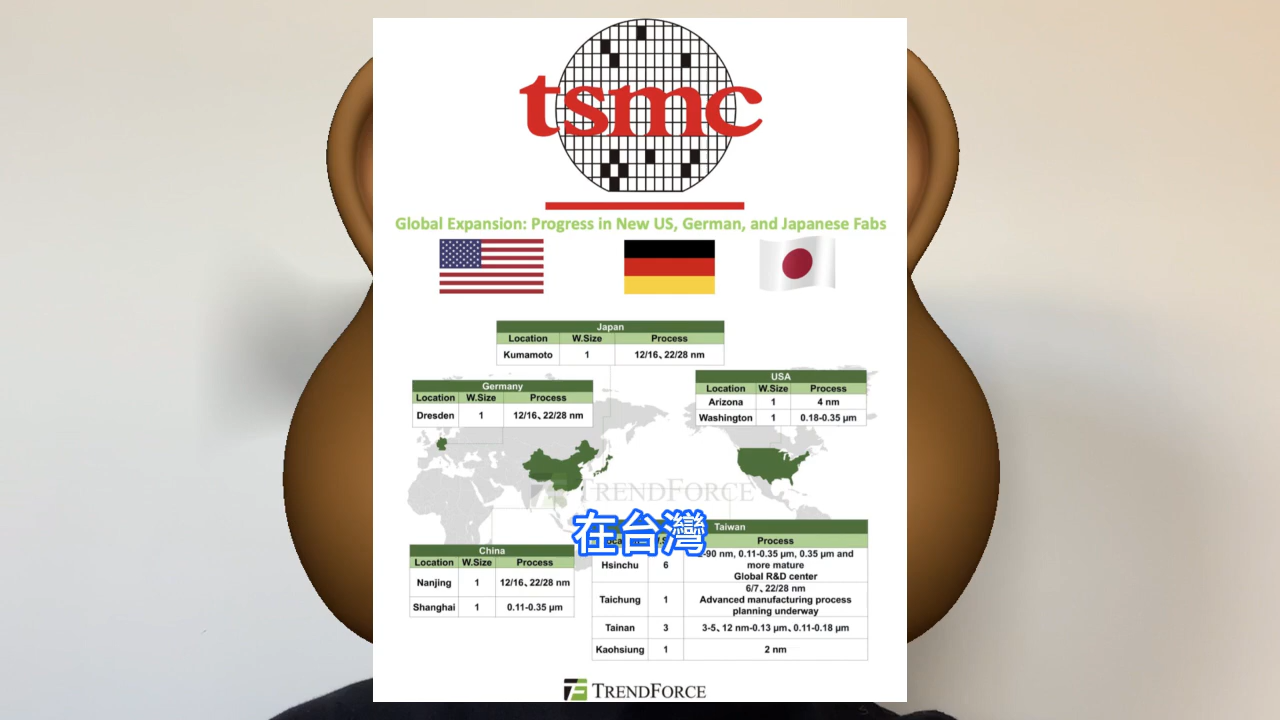 tsmc
Global Expansion: Progress in New US, German, and Japanese Fabs
Japan
Location W.Size Process
Kumamoto 1 12/16、22/28 nm
Germany
Location W.Size Process
Dresden 1 12/16、22/28 nm
USA
Location W.Size Process
Arizona 1 4 nm
Washington 1 0.18-0.35 µm
TRENDFORCE
在台灣
China
Location W.Size Process
Nanjing 1 12/16、22/28 nm
Shanghai 1 0.11-0.35 µm
Taiwan
Process
Hsinchu 6 -90 nm, 0.11-0.35 µm, 0.35 µm and
more mature
Global R&D center
Taichung 1 6/7、22/28 nm
Advanced manufacturing process
planning underway
Tainan 3 3-5、12 nm-0.13 µm、0.11-0.18 µm
Kaohsiung 1 2 nm
TRENDFORCE